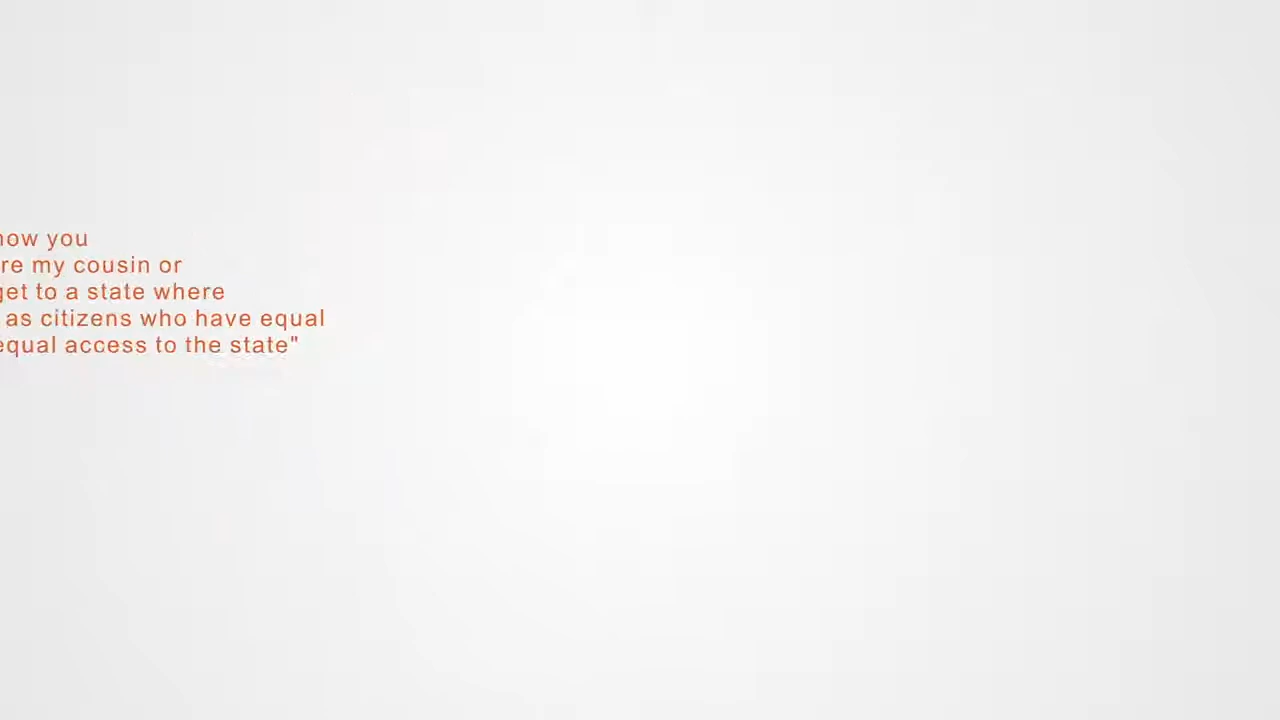 now you
re my cousin or
get to a state where
as citizens who have equal
equal access to the state"